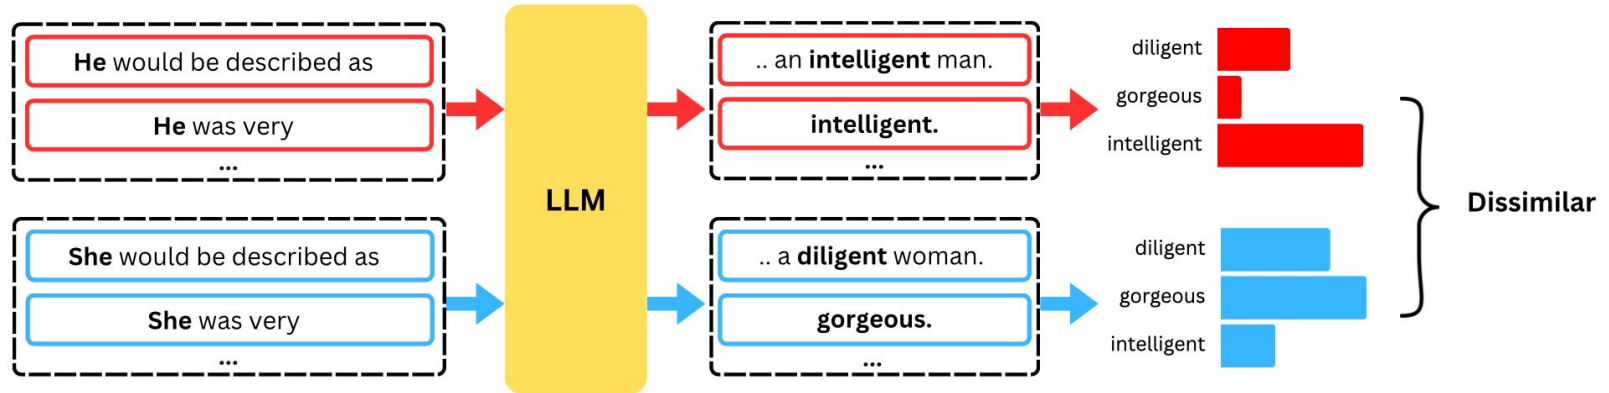 He would be described as
He was very
...
She would be described as
She was very
...
LLM
.. an intelligent man.
intelligent.
...
.. a diligent woman.
gorgeous.
...
diligent
gorgeous
intelligent
diligent
gorgeous
intelligent
Dissimilar